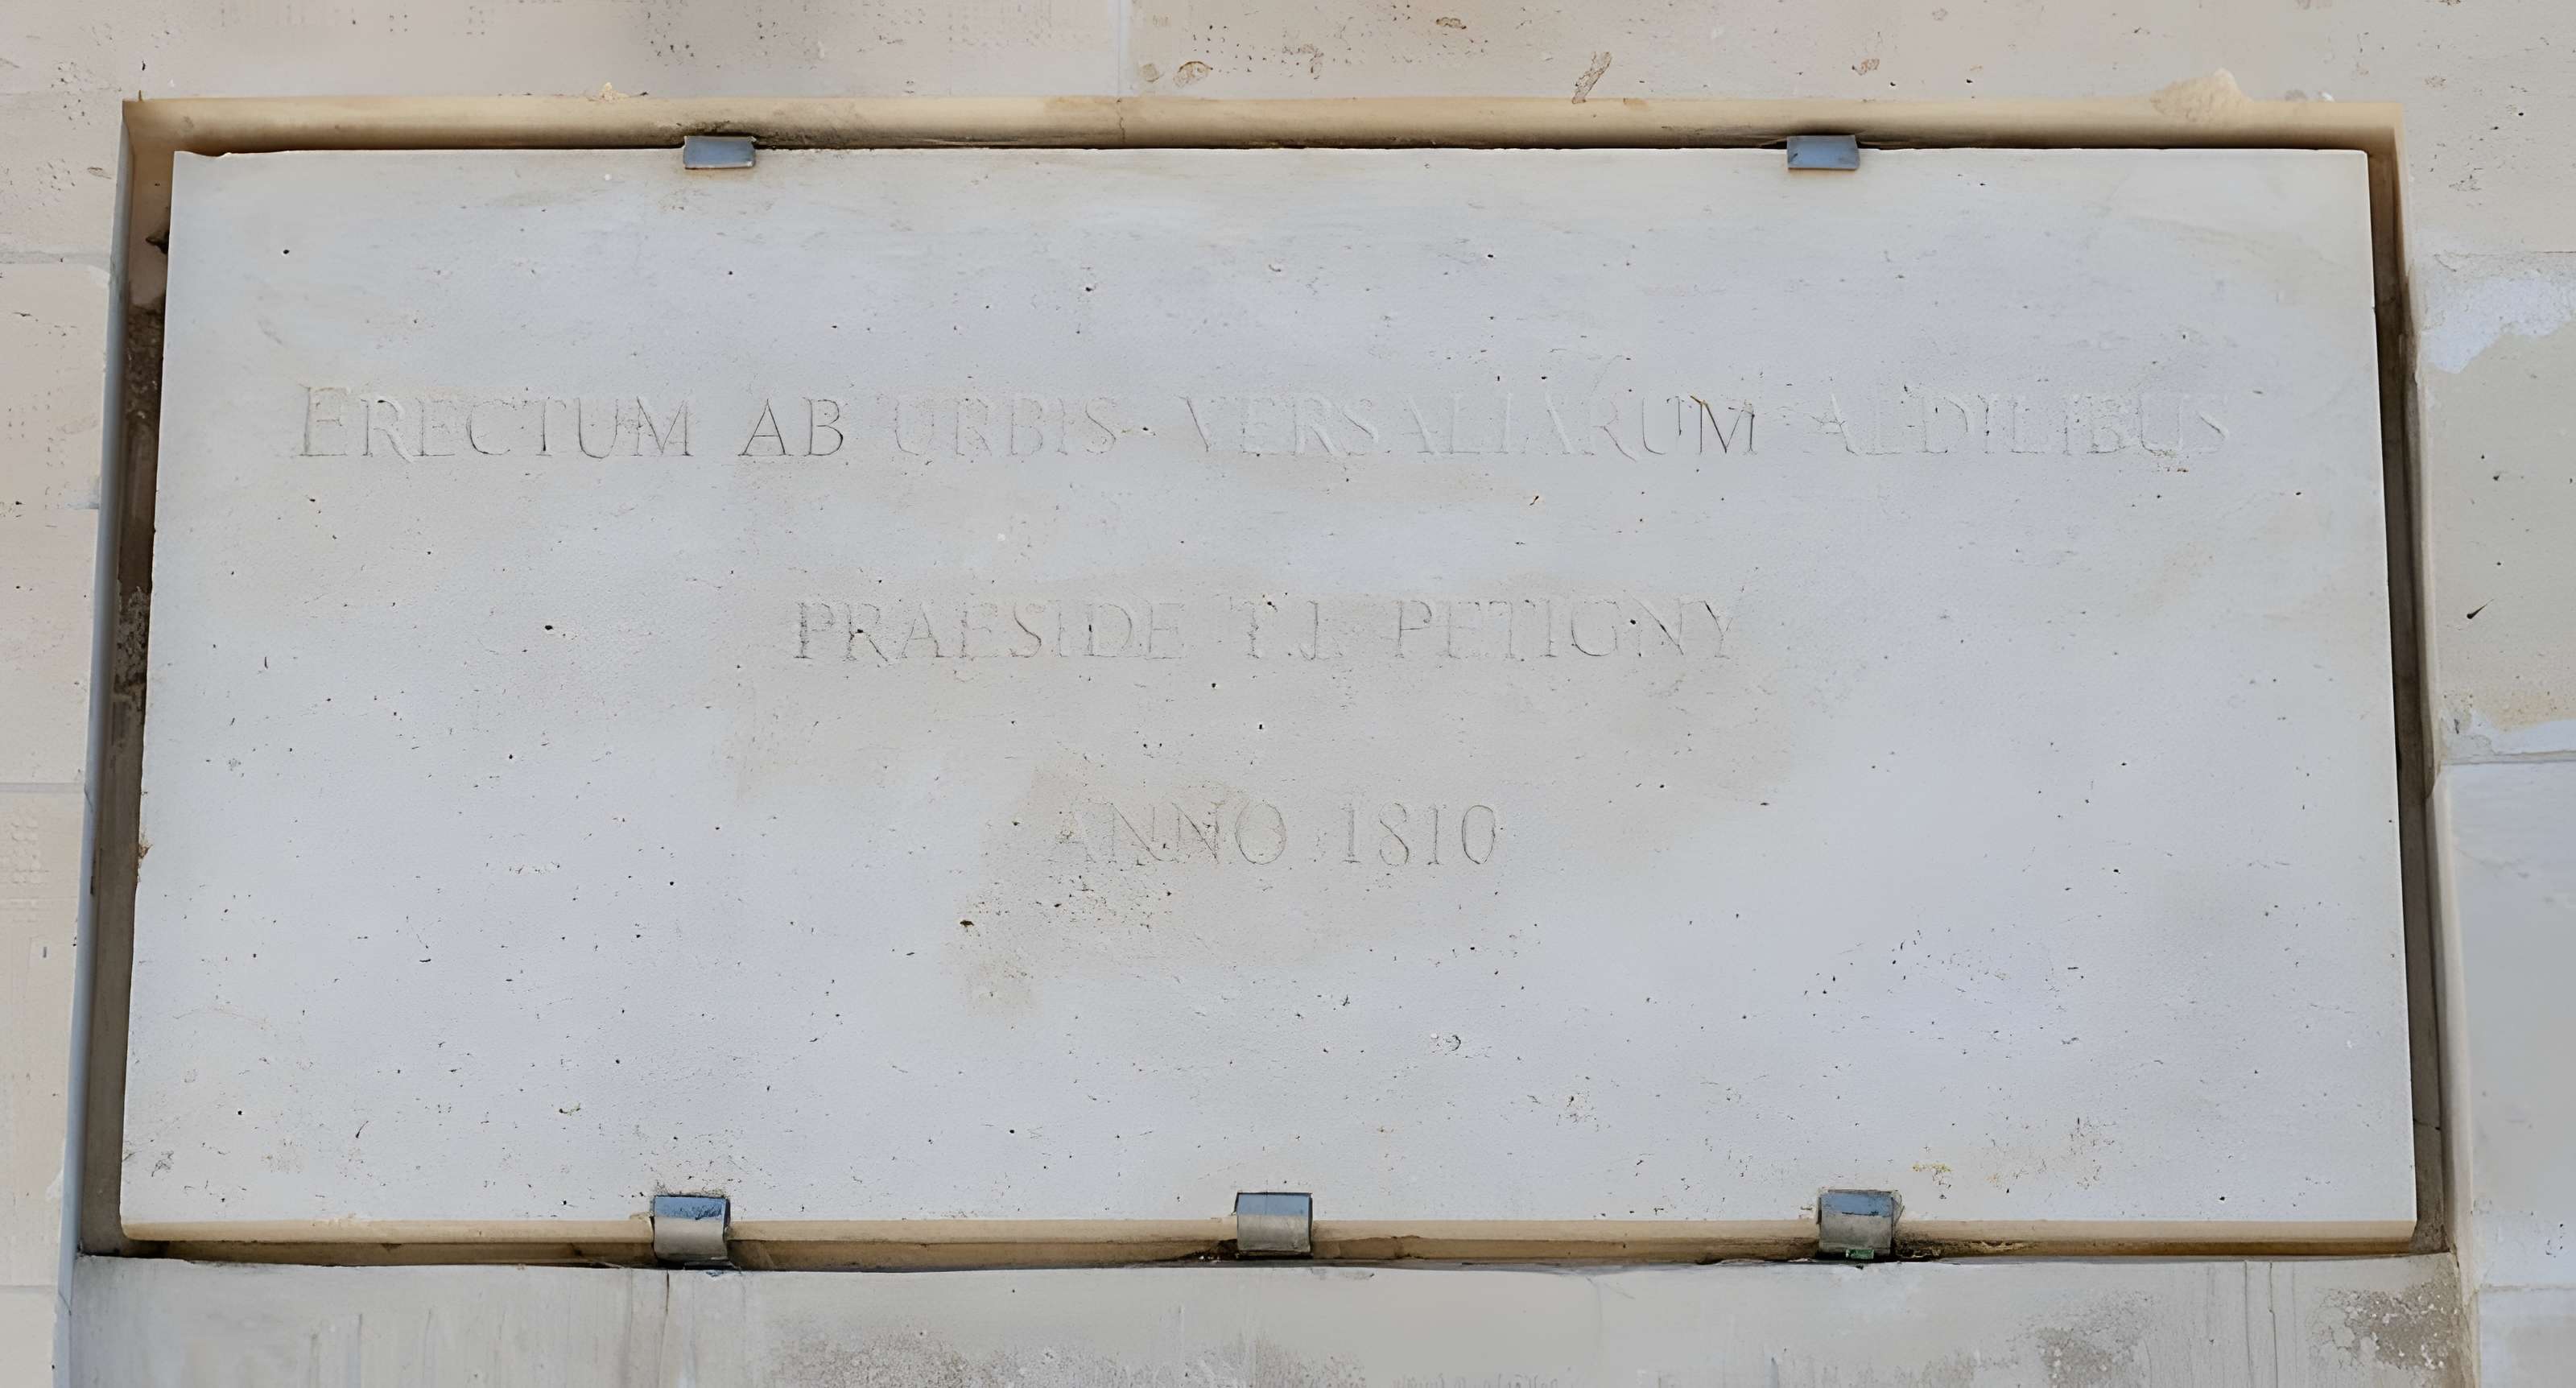 ERECTUM AB URBIS VERSALIARUM AEDILIBUS
PRAESIDE T.J. PETIGNY
ANNO 1810